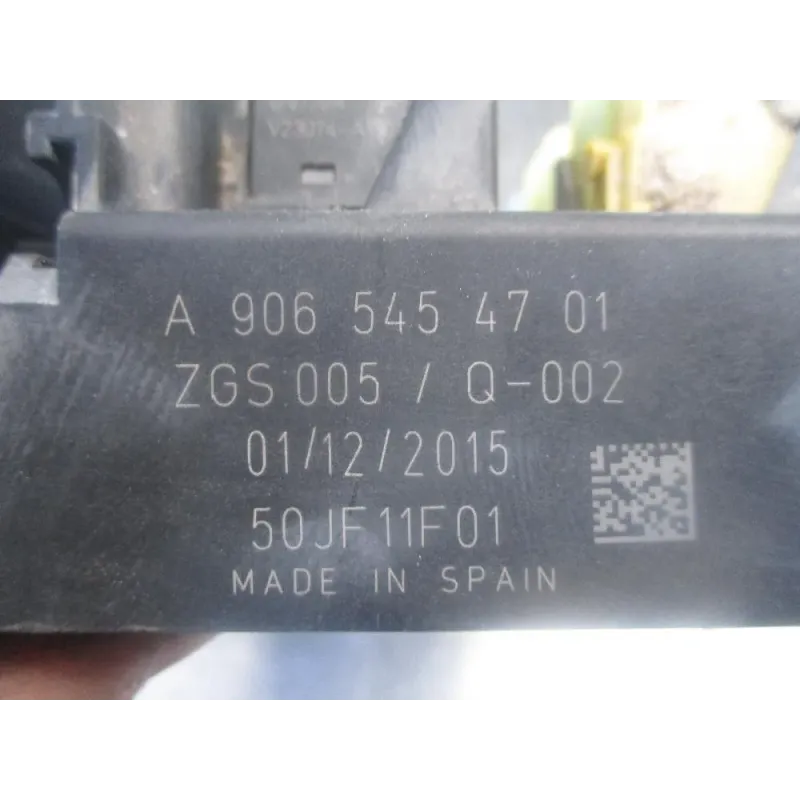 A 906 545 47 01
ZGS 005 / Q-002
01/12/2015
50JF11F01
MADE IN SPAIN